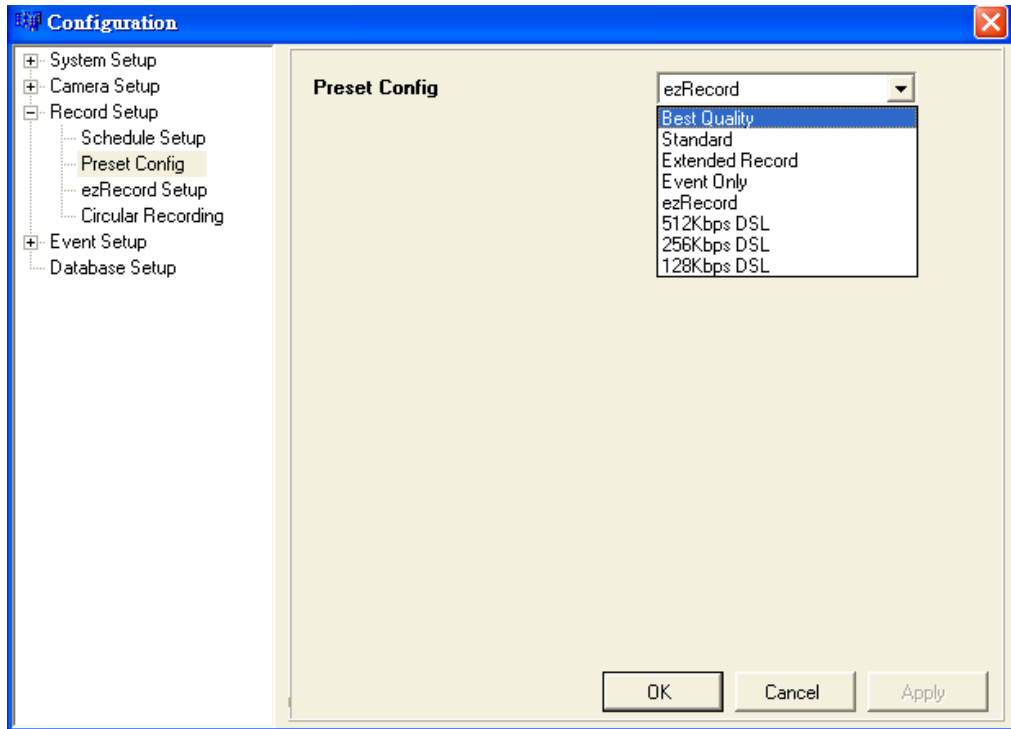 Configuration
System Setup
Camera Setup
Record Setup
Schedule Setup
Preset Config
ezRecord Setup
Circular Recording
Event Setup
Database Setup
Preset Config
ezRecord
Best Quality
Standard
Extended Record
Event Only
ezRecord
512Kbps DSL
256Kbps DSL
128Kbps DSL
OK
Cancel
Apply